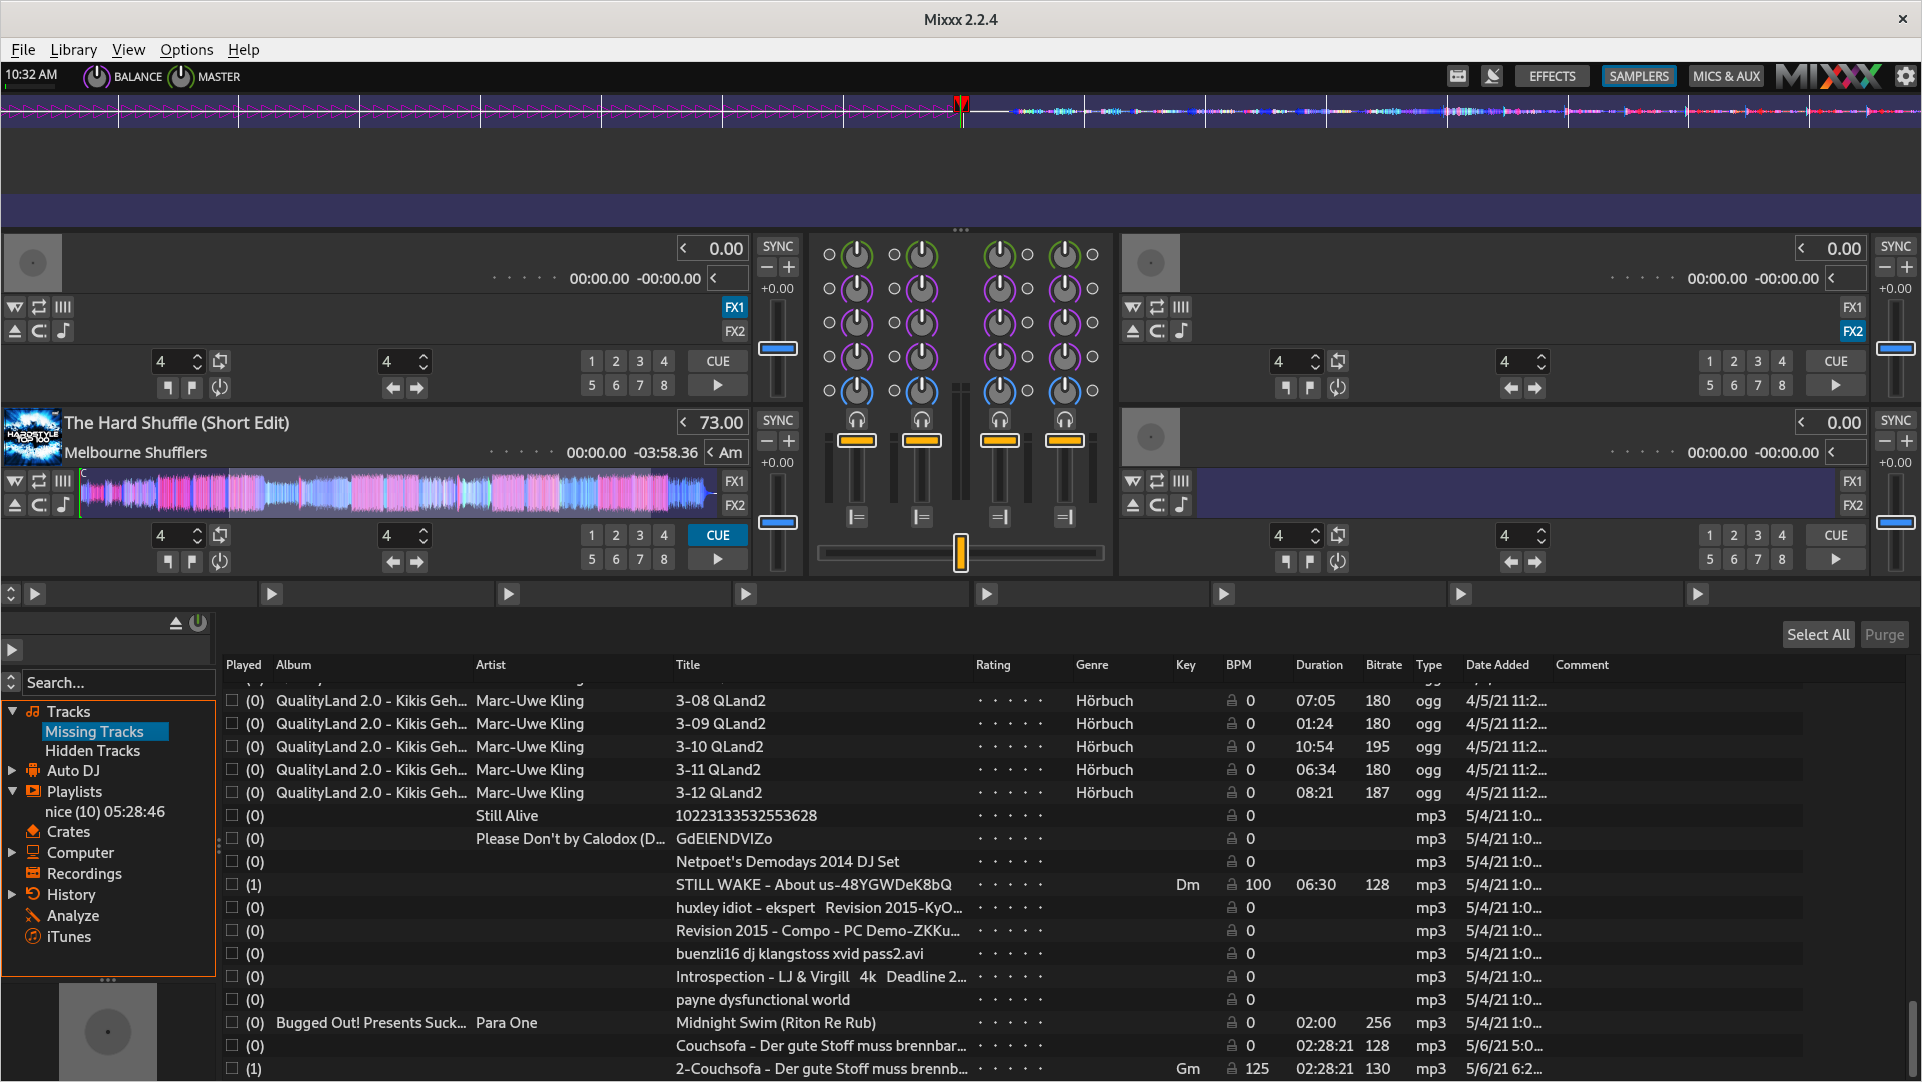 Mixxx 2.2.4
File Library View Options Help
10:32 AM BALANCE MASTER EFFECTS SAMPLERS MICS & AUX MIXXX
0.00 SYNC
00:00.00 -00:00.00
+0.00
FX1
FX2
4 4 1 2 3 4 CUE
5 6 7 8
0.00 SYNC
00:00.00 -00:00.00
+0.00
FX1
FX2
4 4 1 2 3 4 CUE
5 6 7 8
HARDSTYLE
TOP 100
The Hard Shuffle (Short Edit) 73.00 SYNC
Melbourne Shufflers 00:00.00 -03:58.36 Am
+0.00
C
FX1
FX2
4 4 1 2 3 4 CUE
5 6 7 8
0.00 SYNC
00:00.00 -00:00.00
+0.00
FX1
FX2
4 4 1 2 3 4 CUE
5 6 7 8
Select All Purge
Search...
Tracks
Missing Tracks
Hidden Tracks
Auto DJ
Playlists
nice (10) 05:28:46
Crates
Computer
Recordings
History
Analyze
iTunes
Played Album Artist Title Rating Genre Key BPM Duration Bitrate Type Date Added Comment
(0) QualityLand 2.0 - Kikis Geh... Marc-Uwe Kling 3-08 QLand2 Hörbuch 0 07:05 180 ogg 4/5/21 11:2...
(0) QualityLand 2.0 - Kikis Geh... Marc-Uwe Kling 3-09 QLand2 Hörbuch 0 01:24 180 ogg 4/5/21 11:2...
(0) QualityLand 2.0 - Kikis Geh... Marc-Uwe Kling 3-10 QLand2 Hörbuch 0 10:54 195 ogg 4/5/21 11:2...
(0) QualityLand 2.0 - Kikis Geh... Marc-Uwe Kling 3-11 QLand2 Hörbuch 0 06:34 180 ogg 4/5/21 11:2...
(0) QualityLand 2.0 - Kikis Geh... Marc-Uwe Kling 3-12 QLand2 Hörbuch 0 08:21 187 ogg 4/5/21 11:2...
(0) Still Alive 10223133532553628 0 mp3 5/4/21 1:0...
(0) Please Don't by Calodox (D... GdElENDVIZo 0 mp3 5/4/21 1:0...
(0) Netpoet's Demodays 2014 DJ Set 0 mp3 5/4/21 1:0...
(1) STILL WAKE - About us-48YGWDeK8bQ Dm 100 06:30 128 mp3 5/4/21 1:0...
(0) huxley idiot - ekspert Revision 2015-KyO... 0 mp3 5/4/21 1:0...
(0) Revision 2015 - Compo - PC Demo-ZKKu... 0 mp3 5/4/21 1:0...
(0) buenzli16 dj klangstoss xvid pass2.avi 0 mp3 5/4/21 1:0...
(0) Introspection - LJ & Virgill 4k Deadline 2... 0 mp3 5/4/21 1:0...
(0) payne dysfunctional world 0 mp3 5/4/21 1:0...
(0) Bugged Out! Presents Suck... Para One Midnight Swim (Riton Re Rub) 0 02:00 256 mp3 5/4/21 1:0...
(0) Couchsofa - Der gute Stoff muss brennbar... 0 02:28:21 128 mp3 5/6/21 5:0...
(1) 2-Couchsofa - Der gute Stoff muss brennb... Gm 125 02:28:21 130 mp3 5/6/21 6:2...